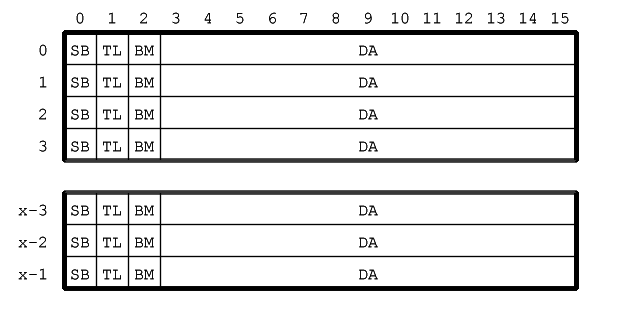 0 1 2 3 4 5 6 7 8 9 10 11 12 13 14 15
0 SB TL BM DA
1 SB TL BM DA
2 SB TL BM DA
3 SB TL BM DA
x-3 SB TL BM DA
x-2 SB TL BM DA
x-1 SB TL BM DA